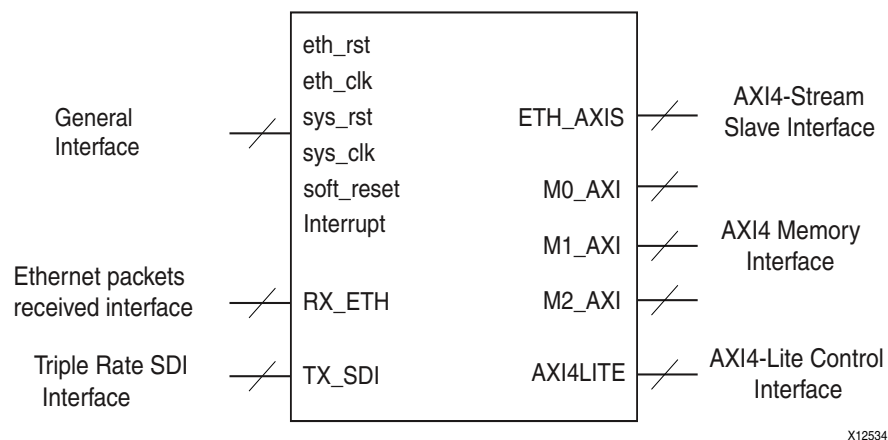 General
Interface
eth_rst
eth_clk
sys_rst
sys_clk
soft_reset
Interrupt
Ethernet packets
received interface
RX_ETH
Triple Rate SDI
Interface
TX_SDI
ETH_AXIS
AXI4-Stream
Slave Interface
M0_AXI
M1_AXI
M2_AXI
AXI4 Memory
Interface
AXI4LITE
AXI4-Lite Control
Interface
X12534